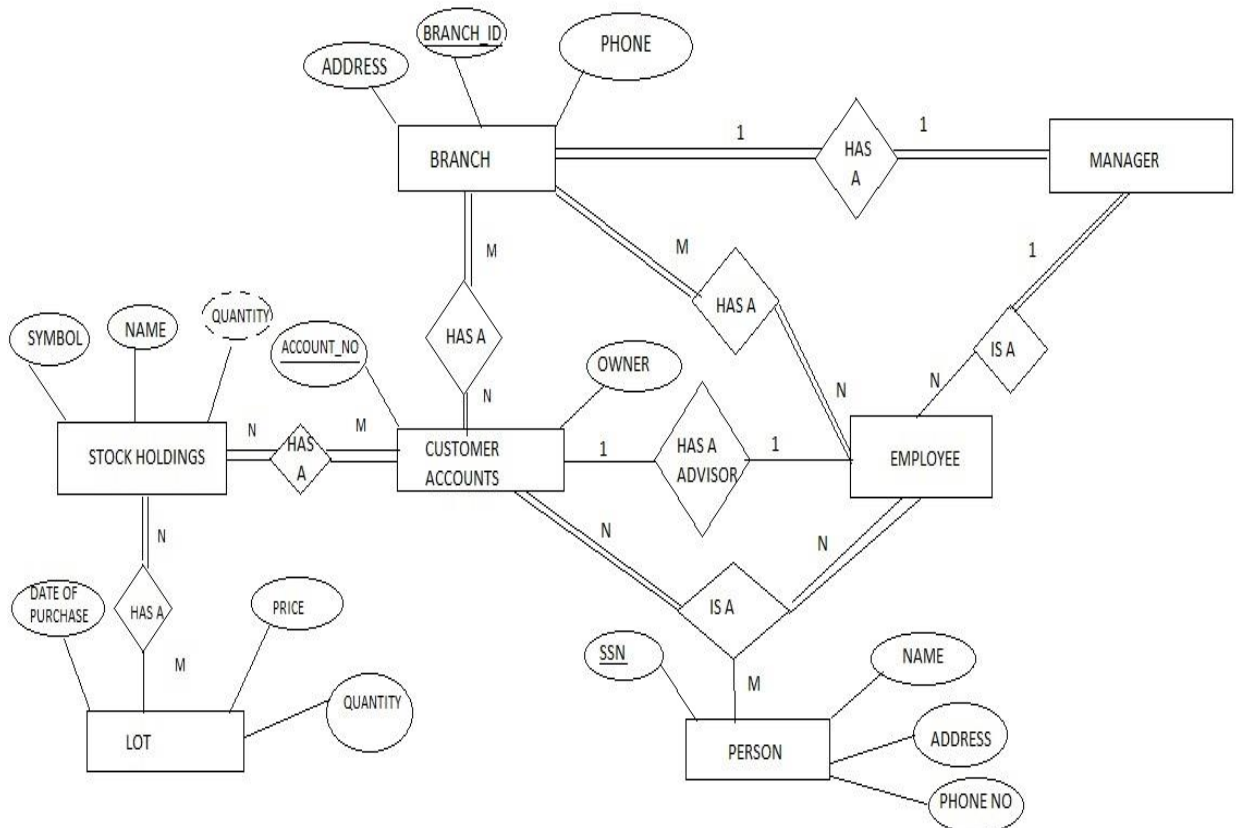 BRANCH_ID
PHONE
ADDRESS
1
1
BRANCH
HAS
A
MANAGER
M
M
1
HAS A
QUANTITY
SYMBOL
NAME
HAS A
ACCOUNT_NO
IS A
OWNER
N
N
N
N
M
STOCK HOLDINGS
HAS
A
CUSTOMER
ACCOUNTS
1
HAS A
ADVISOR
1
EMPLOYEE
N
N
N
DATE OF
PURCHASE
HAS A
PRICE
IS A
SSN
NAME
M
M
QUANTITY
LOT
PERSON
ADDRESS
PHONE NO